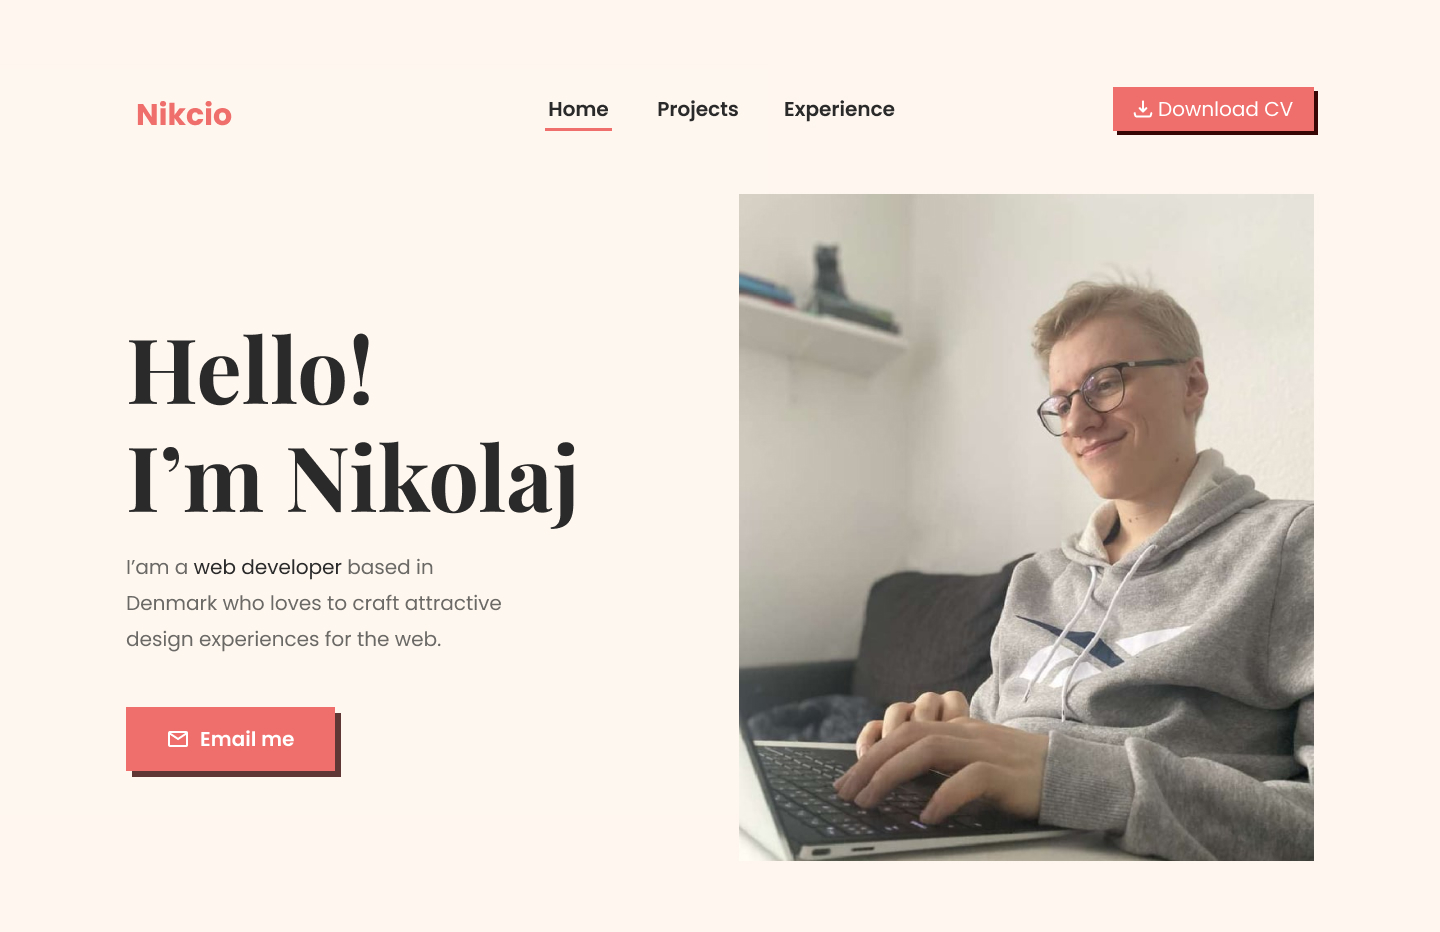 Nikcio
Home Projects Experience
Download CV
Hello!
I’m Nikolaj
I’am a web developer based in
Denmark who loves to craft attractive
design experiences for the web.
Email me